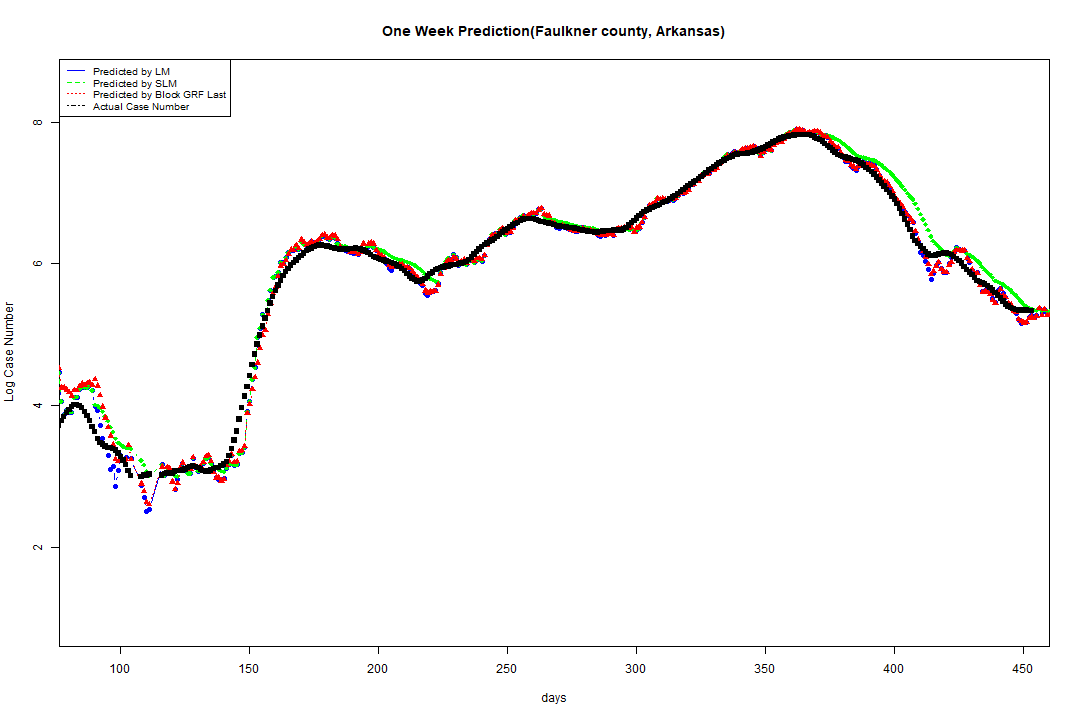 One Week Prediction(Faulkner county, Arkansas)
Predicted by LM
Predicted by SLM
Predicted by Block GRF Last
Actual Case Number
8
6
4
2
Log Case Number
100 150 200 250 300 350 400 450
days